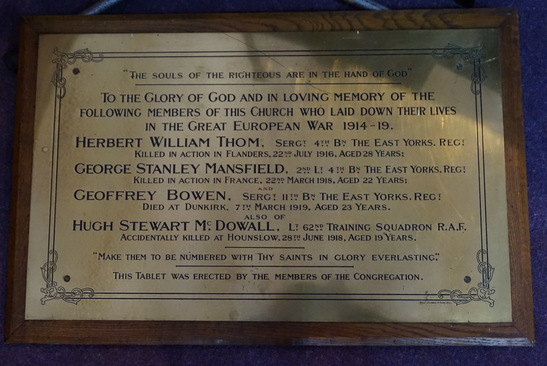 "The souls of the righteous are in the hand of God"
To the Glory of God and in loving memory of the
following members of this Church who laid down their lives
in the Great European War 1914-19.
Herbert William Thom, Sergt 4th Bn The East Yorks. Regt
Killed in action in Flanders, 22nd July 1916, aged 28 years;
George Stanley Mansfield, 2nd Lt 4th Bn The East Yorks. Regt
Killed in action in France, 22nd March 1918, aged 22 years;
and
Geoffrey Bowen, Sergt 11th Bn The East Yorks. Regt
Died at Dunkirk, 7th March 1919, aged 23 years.
also of
Hugh Stewart McDowall, Lt 62nd Training Squadron R.A.F.
Accidentally killed at Hounslow, 28th June 1918, aged 19 years.
"Make them to be numbered with Thy Saints in glory everlasting."
This Tablet was erected by the members of the Congregation.